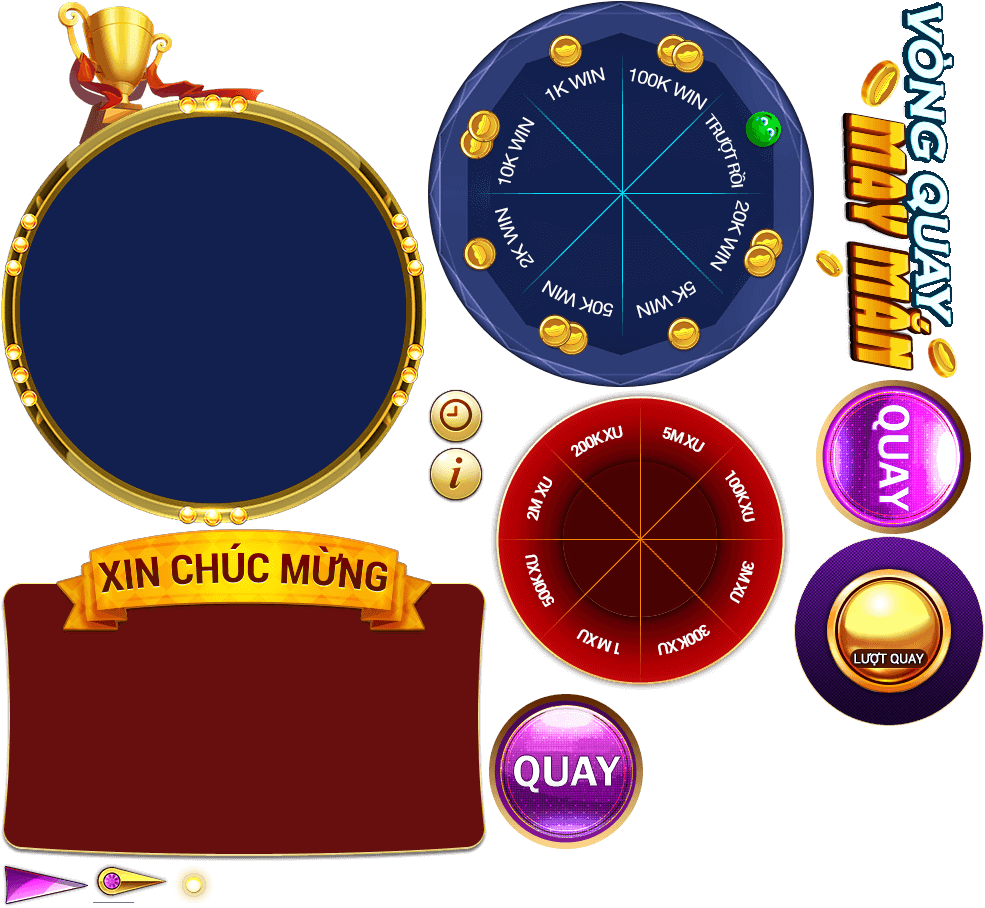 1K WIN
100K WIN
TRƯỢT RỒI
20K WIN
5K WIN
50K WIN
2K WIN
10K WIN
VÒNG QUAY
MAY MẮN
QUAY
i
200K XU
5M XU
100K XU
3M XU
300K XU
1M XU
500K XU
2M XU
XIN CHÚC MỪNG
LƯỢT QUAY
QUAY